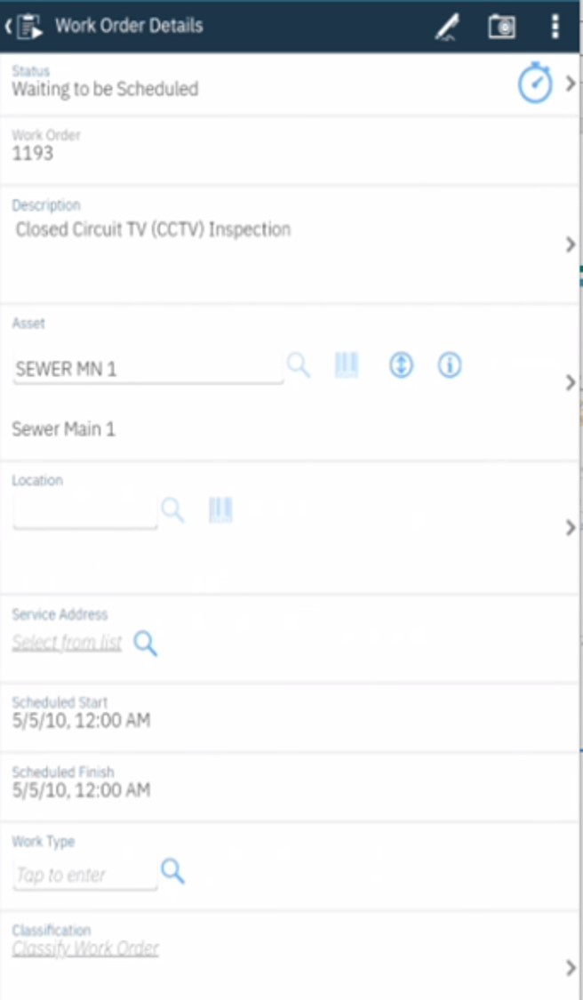 Work Order Details
Status
Waiting to be Scheduled
Work Order
1193
Description
Closed Circuit TV (CCTV) Inspection
Asset
SEWER MN 1
Sewer Main 1
Location
Service Address
Select from list
Scheduled Start
5/5/10, 12:00 AM
Scheduled Finish
5/5/10, 12:00 AM
Work Type
Tap to enter
Classification
Classify Work Order